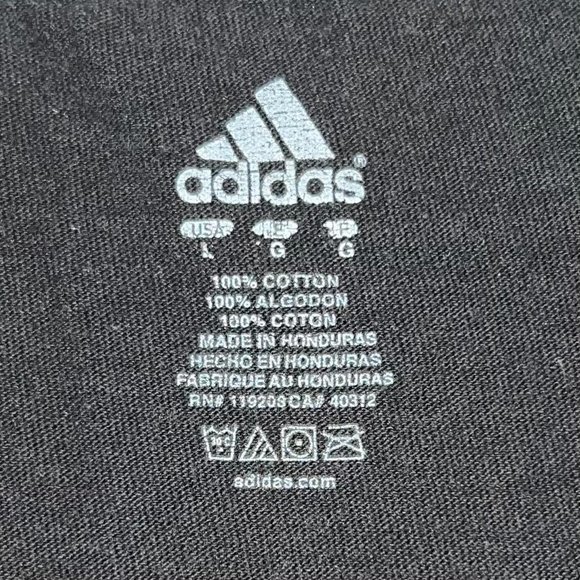 adidas®
USA
L G G
100% COTTON
100% ALGODON
100% COTON
MADE IN HONDURAS
HECHO EN HONDURAS
FABRIQUE AU HONDURAS
RN# 119208 CA# 40312
30°C
adidas.com